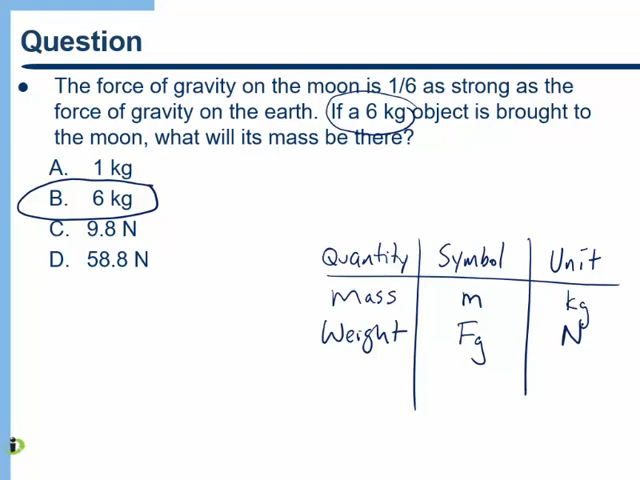 Question
The force of gravity on the moon is 1/6 as strong as the
force of gravity on the earth. If a 6 kg object is brought to
the moon, what will its mass be there?
A. 1 kg
B. 6 kg
C. 9.8 N
D. 58.8 N
Quantity Symbol Unit
Mass m kg
Weight Fg N